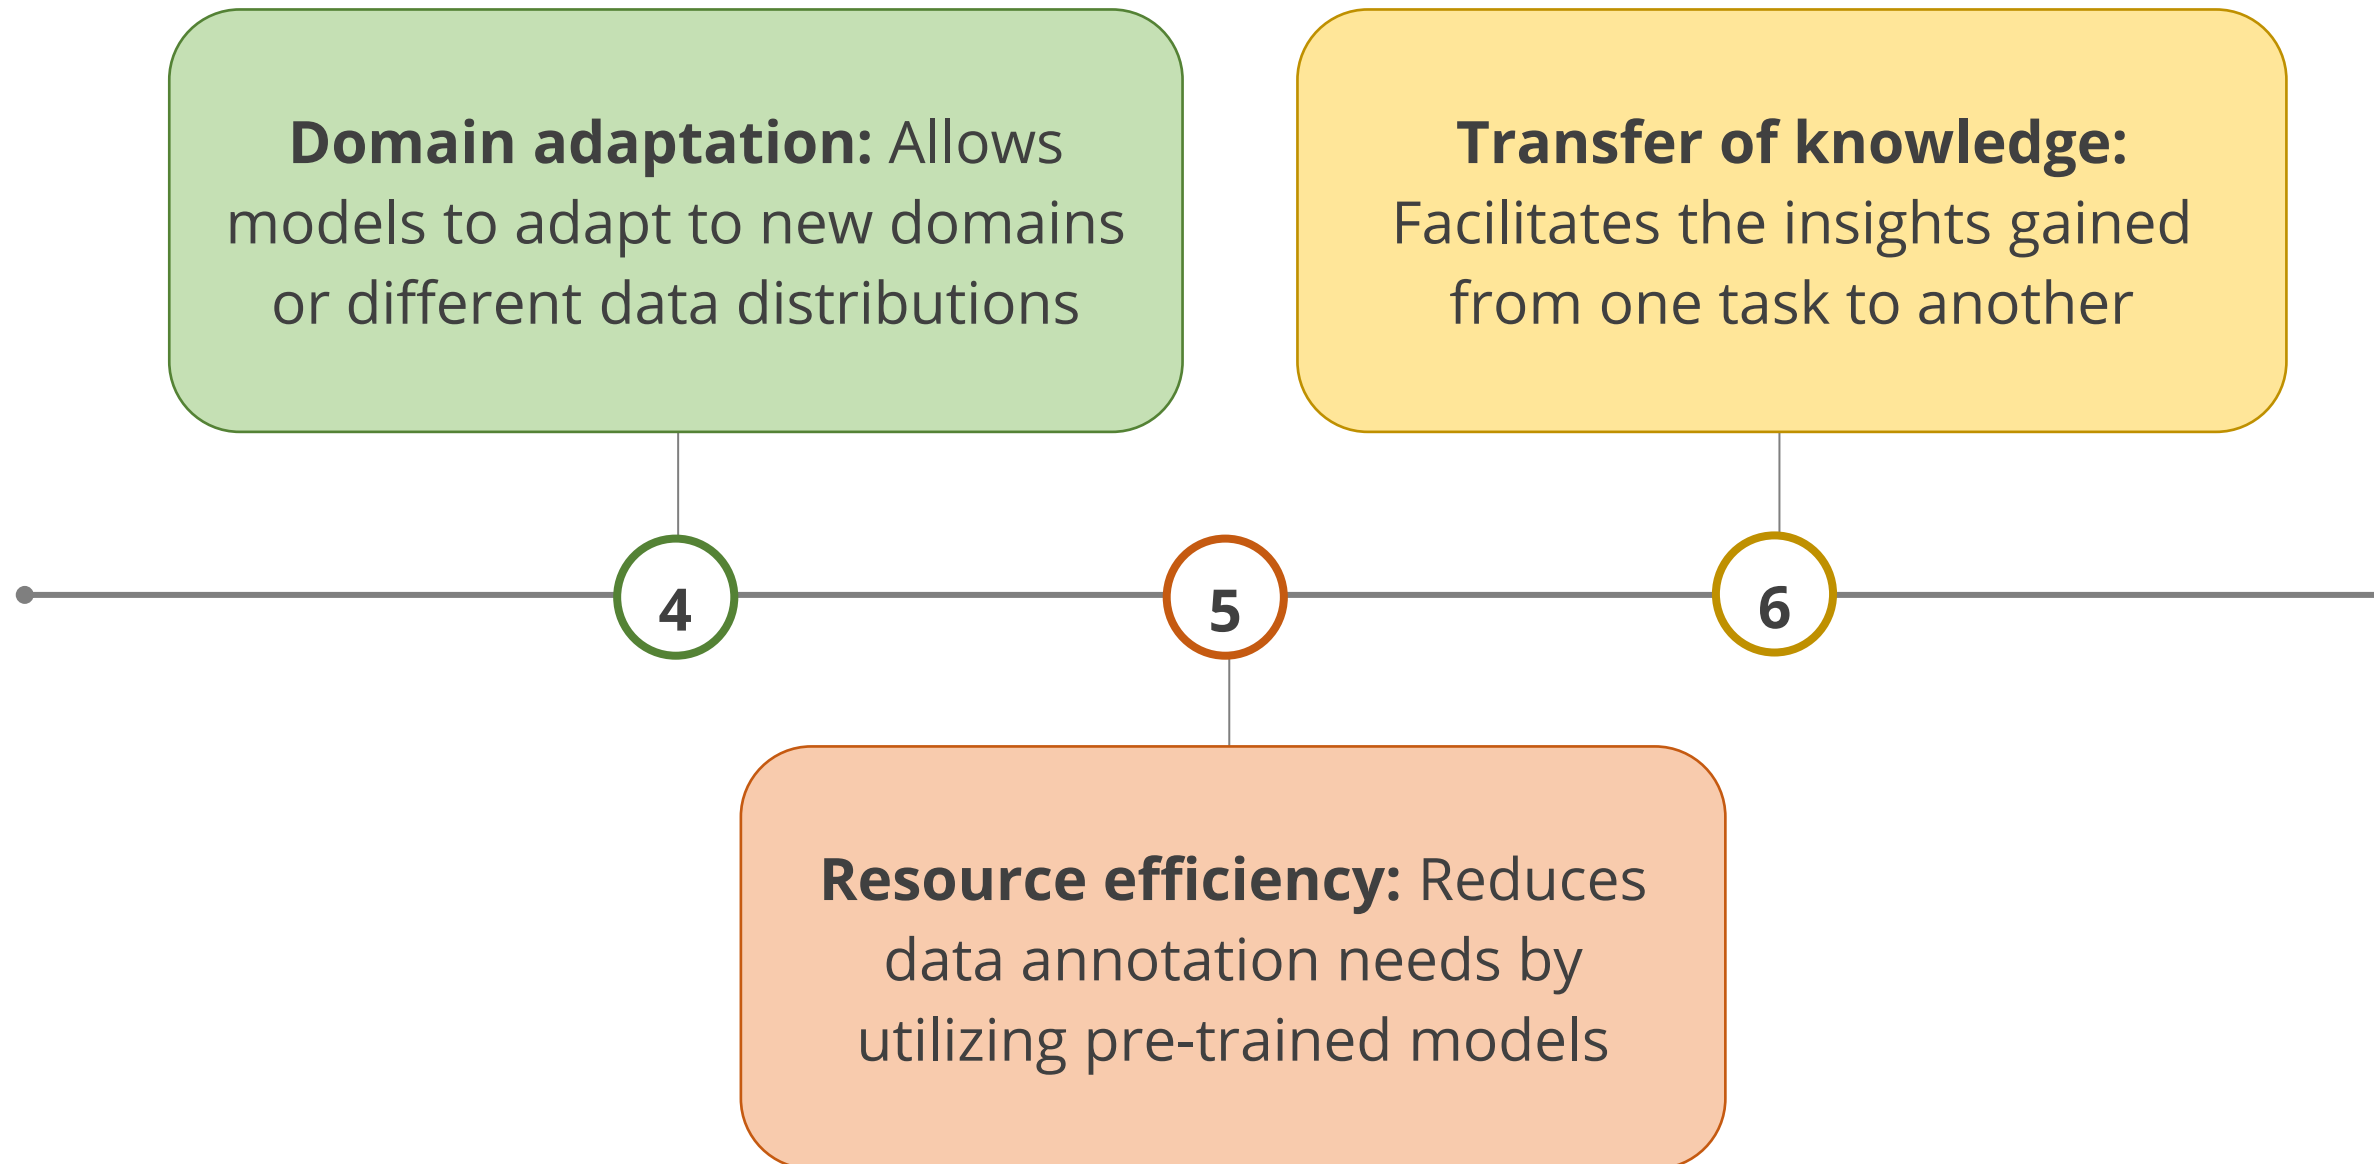 Domain adaptation: Allows
models to adapt to new domains
or different data distributions
Transfer of knowledge:
Facilitates the insights gained
from one task to another
4
5
6
Resource efficiency: Reduces
data annotation needs by
utilizing pre-trained models